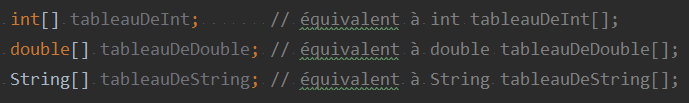 int[] tableauDeInt;       // équivalent à int tableauDeInt[];
double[] tableauDeDouble; // équivalent à double tableauDeDouble[];
String[] tableauDeString; // équivalent à String tableauDeString[];